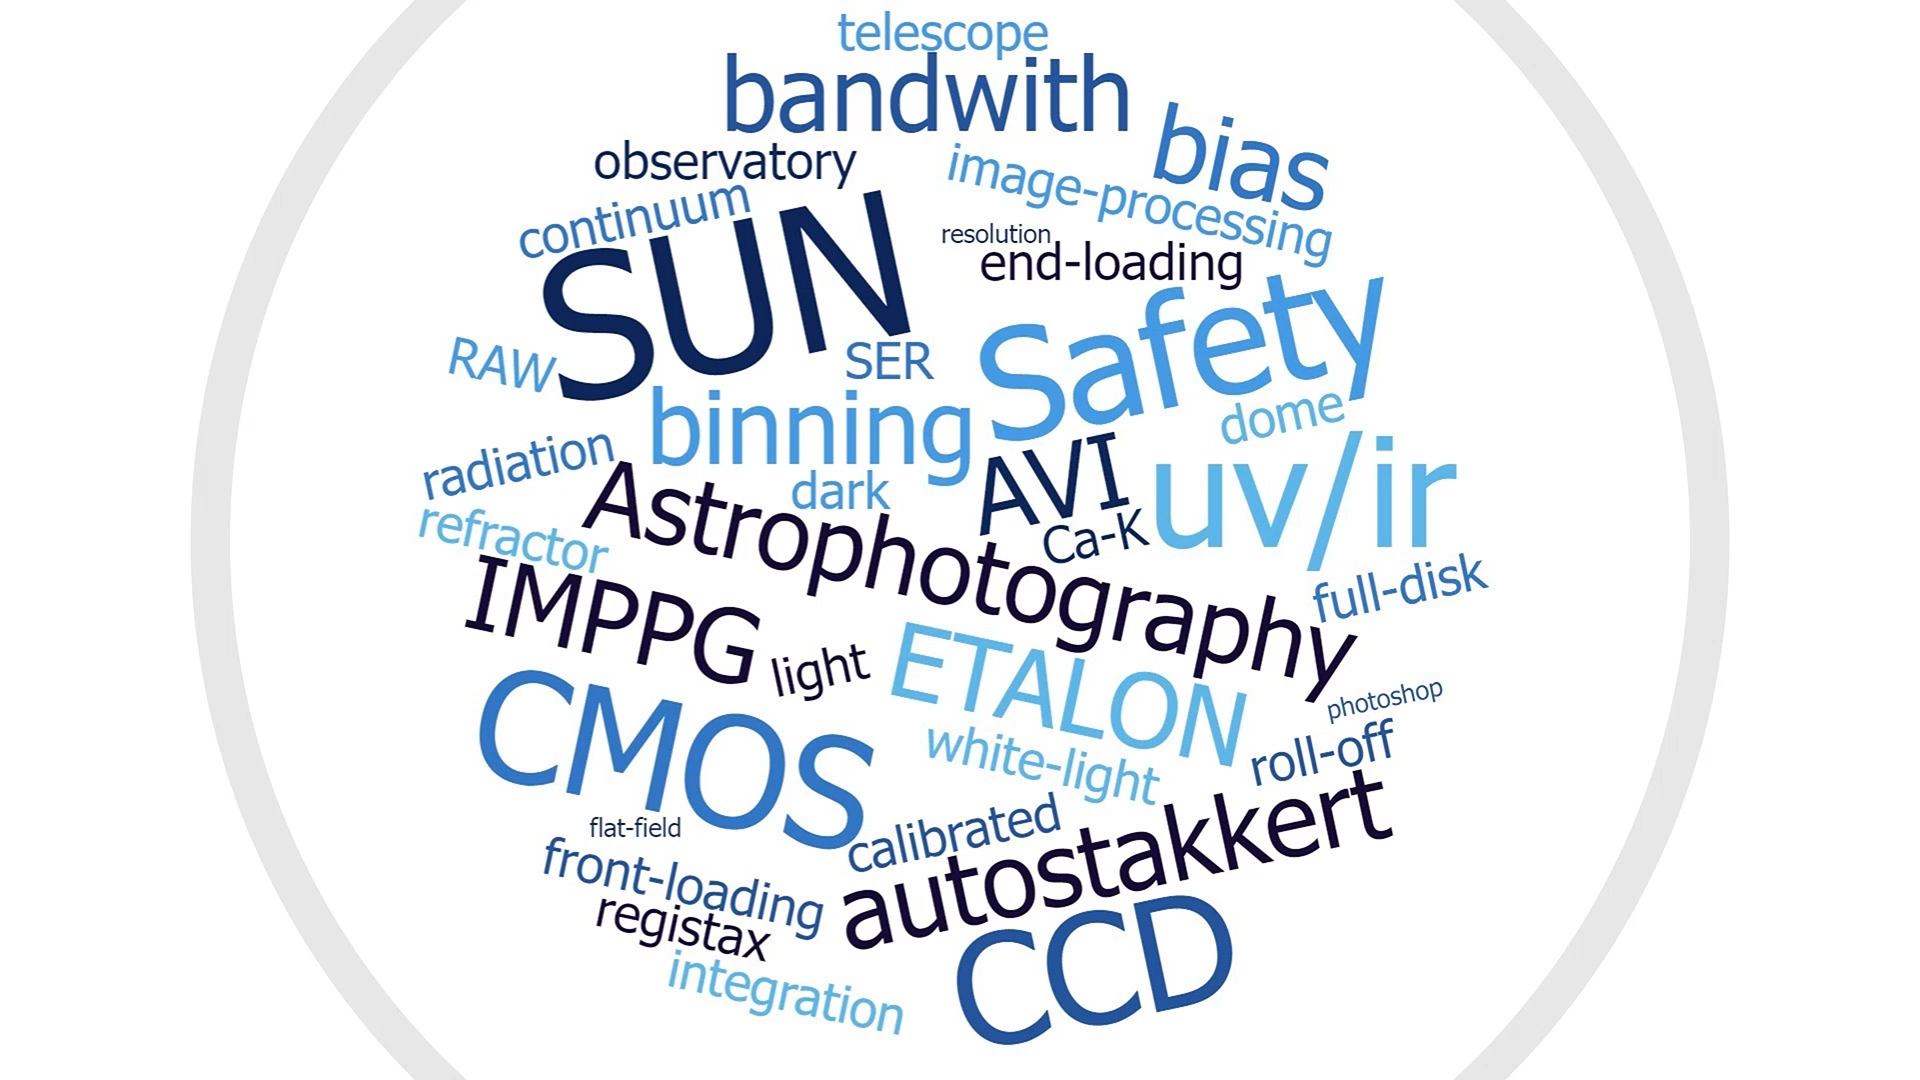 telescope
bandwith
bias
observatory
image-processing
continuum
resolution
end-loading
SUN
Safety
RAW
SER
binning
dome
radiation
dark
AVI
uv/ir
Astrophotography
Ca-K
refractor
full-disk
IMPPG
light
ETALON
photoshop
CMOS
white-light
roll-off
flat-field
calibrated
autostakkert
front-loading
registax
CCD
integration